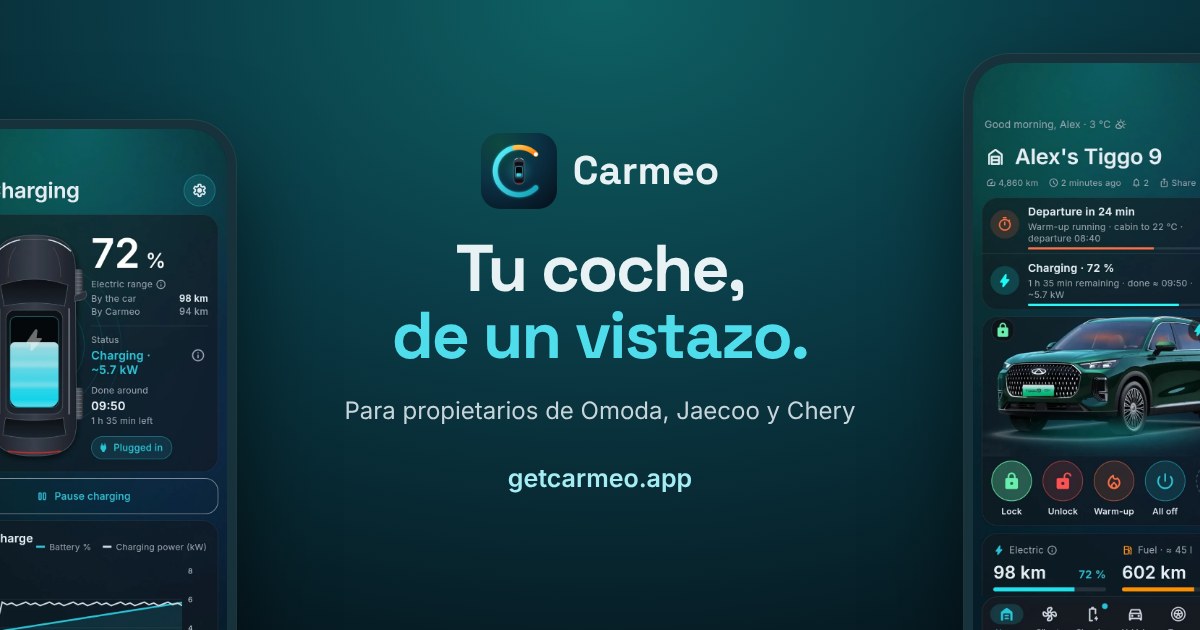 Carmeo
Tu coche,
de un vistazo.
Para propietarios de Omoda, Jaecoo y Chery
getcarmeo.app
harging
72 %
Electric range
By the car 98 km
By Carmeo 94 km
Status
Charging ·
~5.7 kW
Done around
09:50
1 h 35 min left
Plugged in
Pause charging
harge
Battery % Charging power (kW)
8
6
4
Good morning, Alex · 3 °C
Alex's Tiggo 9
4,860 km 2 minutes ago 2 Share
Departure in 24 min
Warm-up running · cabin to 22 °C ·
departure 08:40
Charging · 72 %
1 h 35 min remaining · done ≈ 09:50 ·
~5.7 kW
Lock Unlock Warm-up All off
Electric Fuel · ≈ 45 l
98 km 72 % 602 km